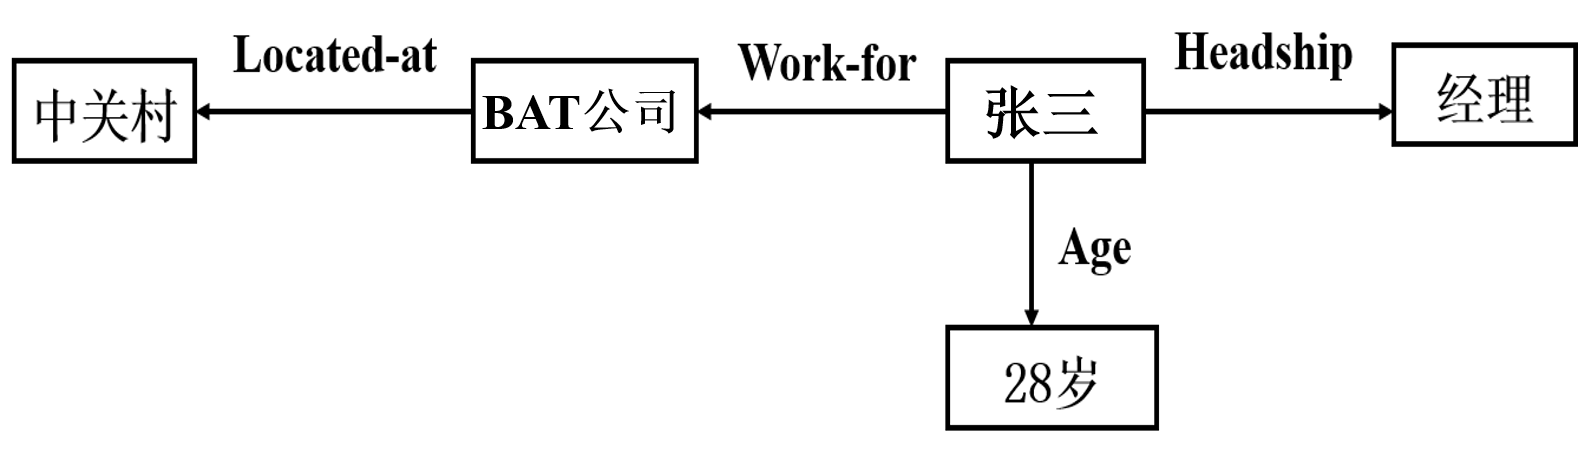 Located-at
Work-for
Headship
中关村
BAT公司
张三
经理
Age
28岁